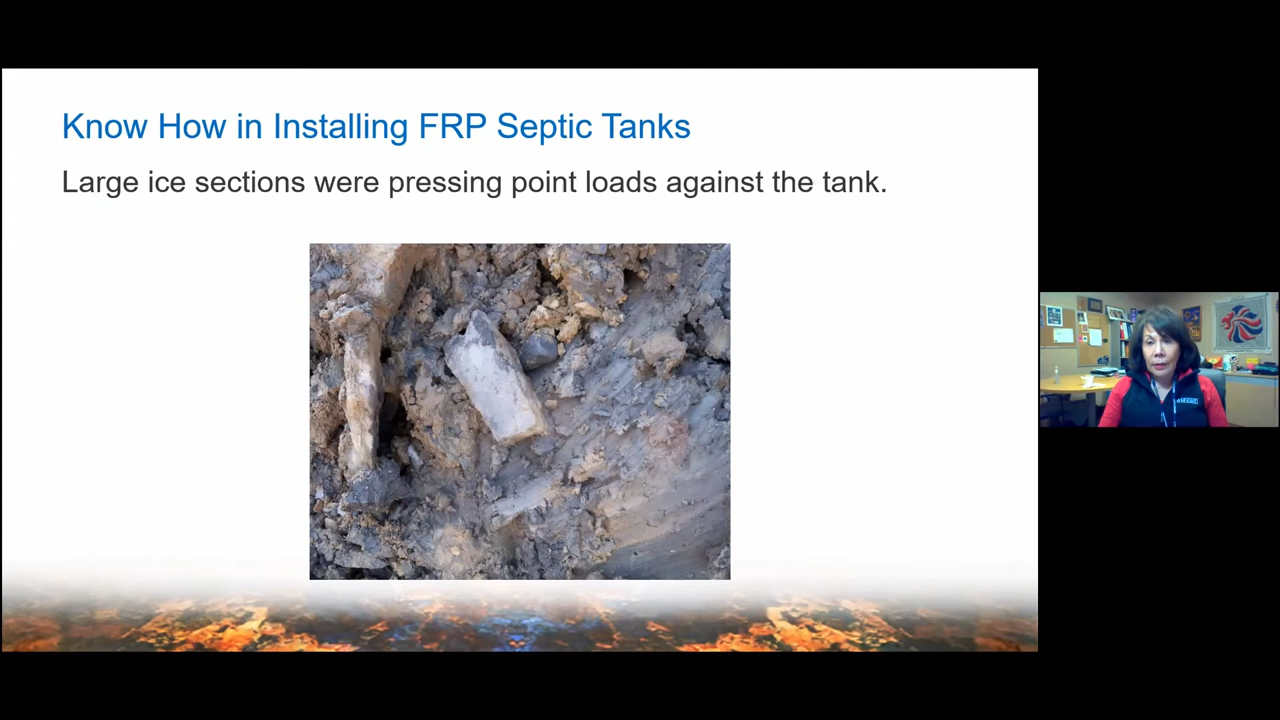 Know How in Installing FRP Septic Tanks
Large ice sections were pressing point loads against the tank.